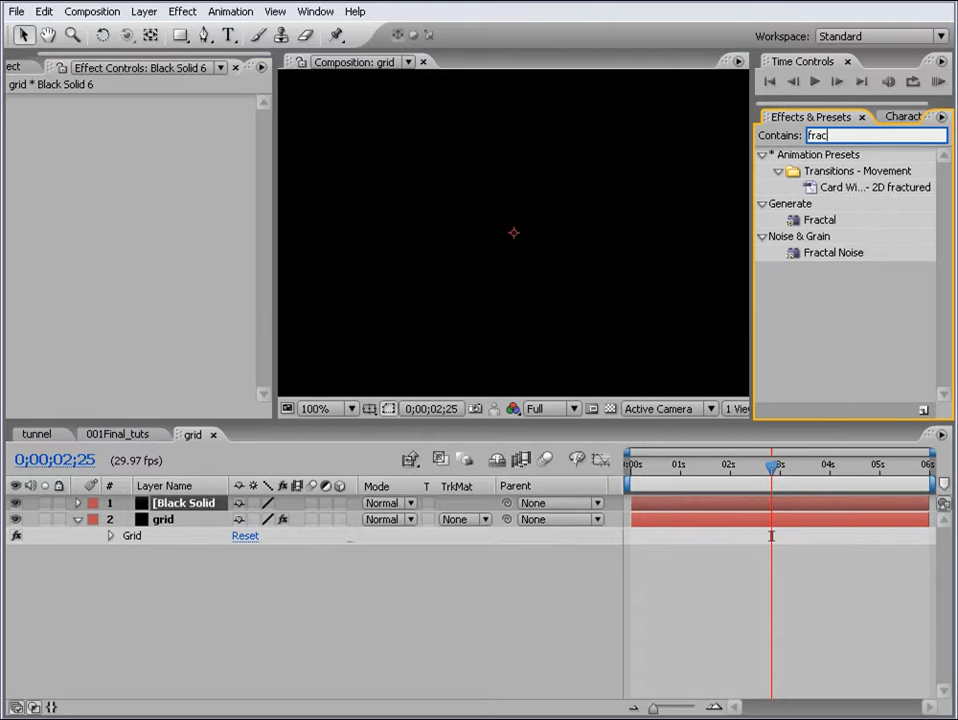 File Edit Composition Layer Effect Animation View Window Help
T
Workspace: Standard
ect Effect Controls: Black Solid 6
Composition: grid
Time Controls
grid * Black Solid 6
Effects & Presets Charact
Contains: frac
* Animation Presets
Transitions - Movement
Card Wi...- 2D fractured
Generate
Fractal
Noise & Grain
Fractal Noise
100% 0;00;02;25 Full Active Camera 1 Vie
tunnel 001Final_tuts grid
0;00;02;25 (29.97 fps)
:00s 01s 02s 3s 04s 05s 06s
# Layer Name Mode T TrkMat Parent
1 [Black Solid Normal None
2 grid Normal None None
Grid Reset